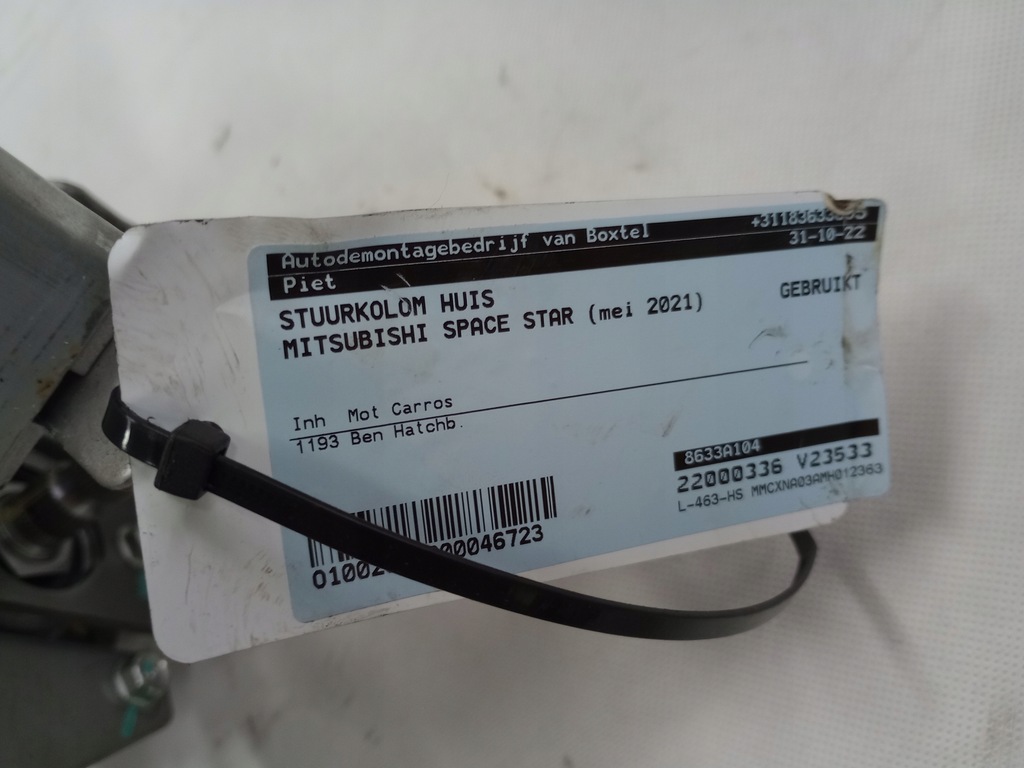 Autodemontagebedrijf van Boxtel
Piet 31-10-22
STUURKOLOM HUIS GEBRUIKT
MITSUBISHI SPACE STAR (mei 2021)
Inh Mot Carros
1193 Ben Hatchb.
8633A104
22000336 V23533
L-463-HS MMCXNA03AMH012363